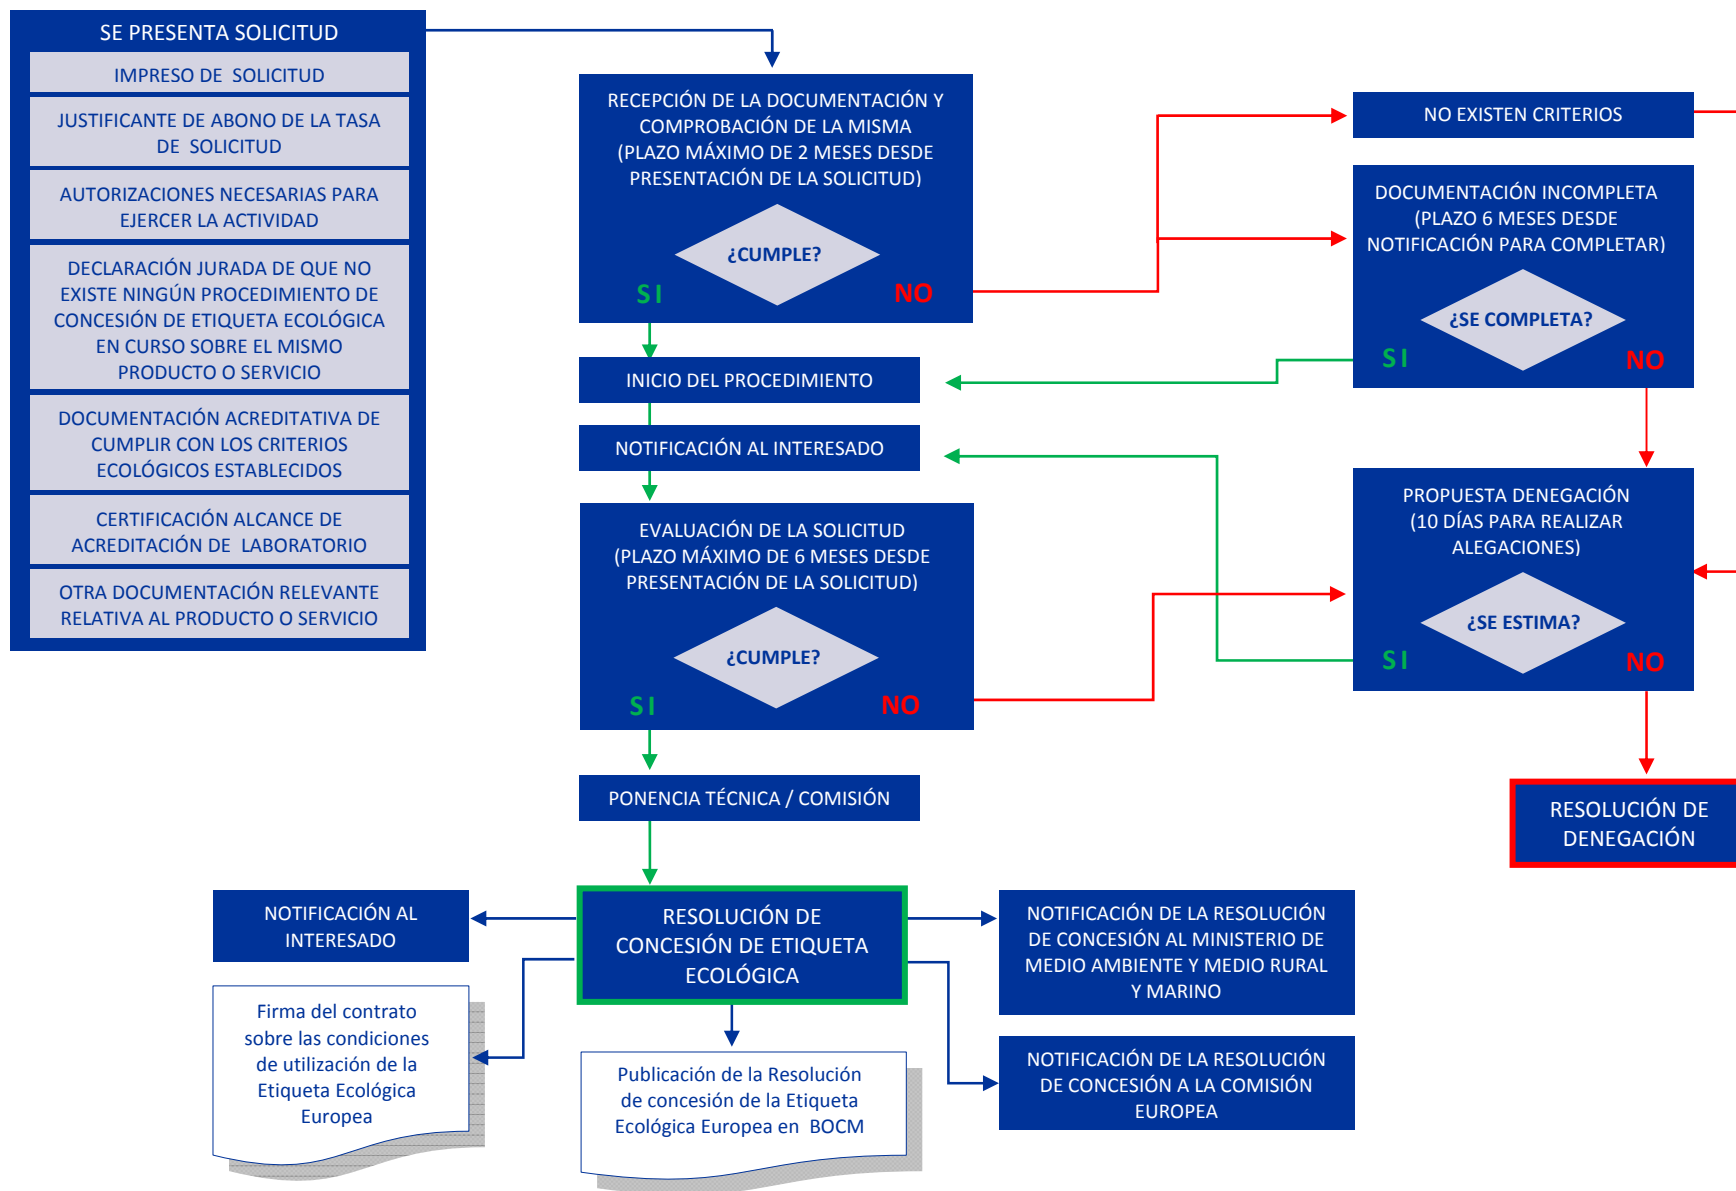 SE PRESENTA SOLICITUD
IMPRESO DE SOLICITUD
JUSTIFICANTE DE ABONO DE LA TASA
DE SOLICITUD
AUTORIZACIONES NECESARIAS PARA
EJERCER LA ACTIVIDAD
DECLARACIÓN JURADA DE QUE NO
EXISTE NINGÚN PROCEDIMIENTO DE
CONCESIÓN DE ETIQUETA ECOLÓGICA
EN CURSO SOBRE EL MISMO
PRODUCTO O SERVICIO
DOCUMENTACIÓN ACREDITATIVA DE
CUMPLIR CON LOS CRITERIOS
ECOLÓGICOS ESTABLECIDOS
CERTIFICACIÓN ALCANCE DE
ACREDITACIÓN DE LABORATORIO
OTRA DOCUMENTACIÓN RELEVANTE
RELATIVA AL PRODUCTO O SERVICIO
RECEPCIÓN DE LA DOCUMENTACIÓN Y
COMPROBACIÓN DE LA MISMA
(PLAZO MÁXIMO DE 2 MESES DESDE
PRESENTACIÓN DE LA SOLICITUD)
¿CUMPLE?
SI
NO
NO EXISTEN CRITERIOS
DOCUMENTACIÓN INCOMPLETA
(PLAZO 6 MESES DESDE
NOTIFICACIÓN PARA COMPLETAR)
¿SE COMPLETA?
SI
NO
INICIO DEL PROCEDIMIENTO
NOTIFICACIÓN AL INTERESADO
EVALUACIÓN DE LA SOLICITUD
(PLAZO MÁXIMO DE 6 MESES DESDE
PRESENTACIÓN DE LA SOLICITUD)
¿CUMPLE?
SI
NO
PROPUESTA DENEGACIÓN
(10 DÍAS PARA REALIZAR
ALEGACIONES)
¿SE ESTIMA?
SI
NO
PONENCIA TÉCNICA / COMISIÓN
RESOLUCIÓN DE
DENEGACIÓN
NOTIFICACIÓN AL
INTERESADO
RESOLUCIÓN DE
CONCESIÓN DE ETIQUETA
ECOLÓGICA
NOTIFICACIÓN DE LA RESOLUCIÓN
DE CONCESIÓN AL MINISTERIO DE
MEDIO AMBIENTE Y MEDIO RURAL
Y MARINO
Firma del contrato
sobre las condiciones
de utilización de la
Etiqueta Ecológica
Europea
Publicación de la Resolución
de concesión de la Etiqueta
Ecológica Europea en BOCM
NOTIFICACIÓN DE LA RESOLUCIÓN
DE CONCESIÓN A LA COMISIÓN
EUROPEA